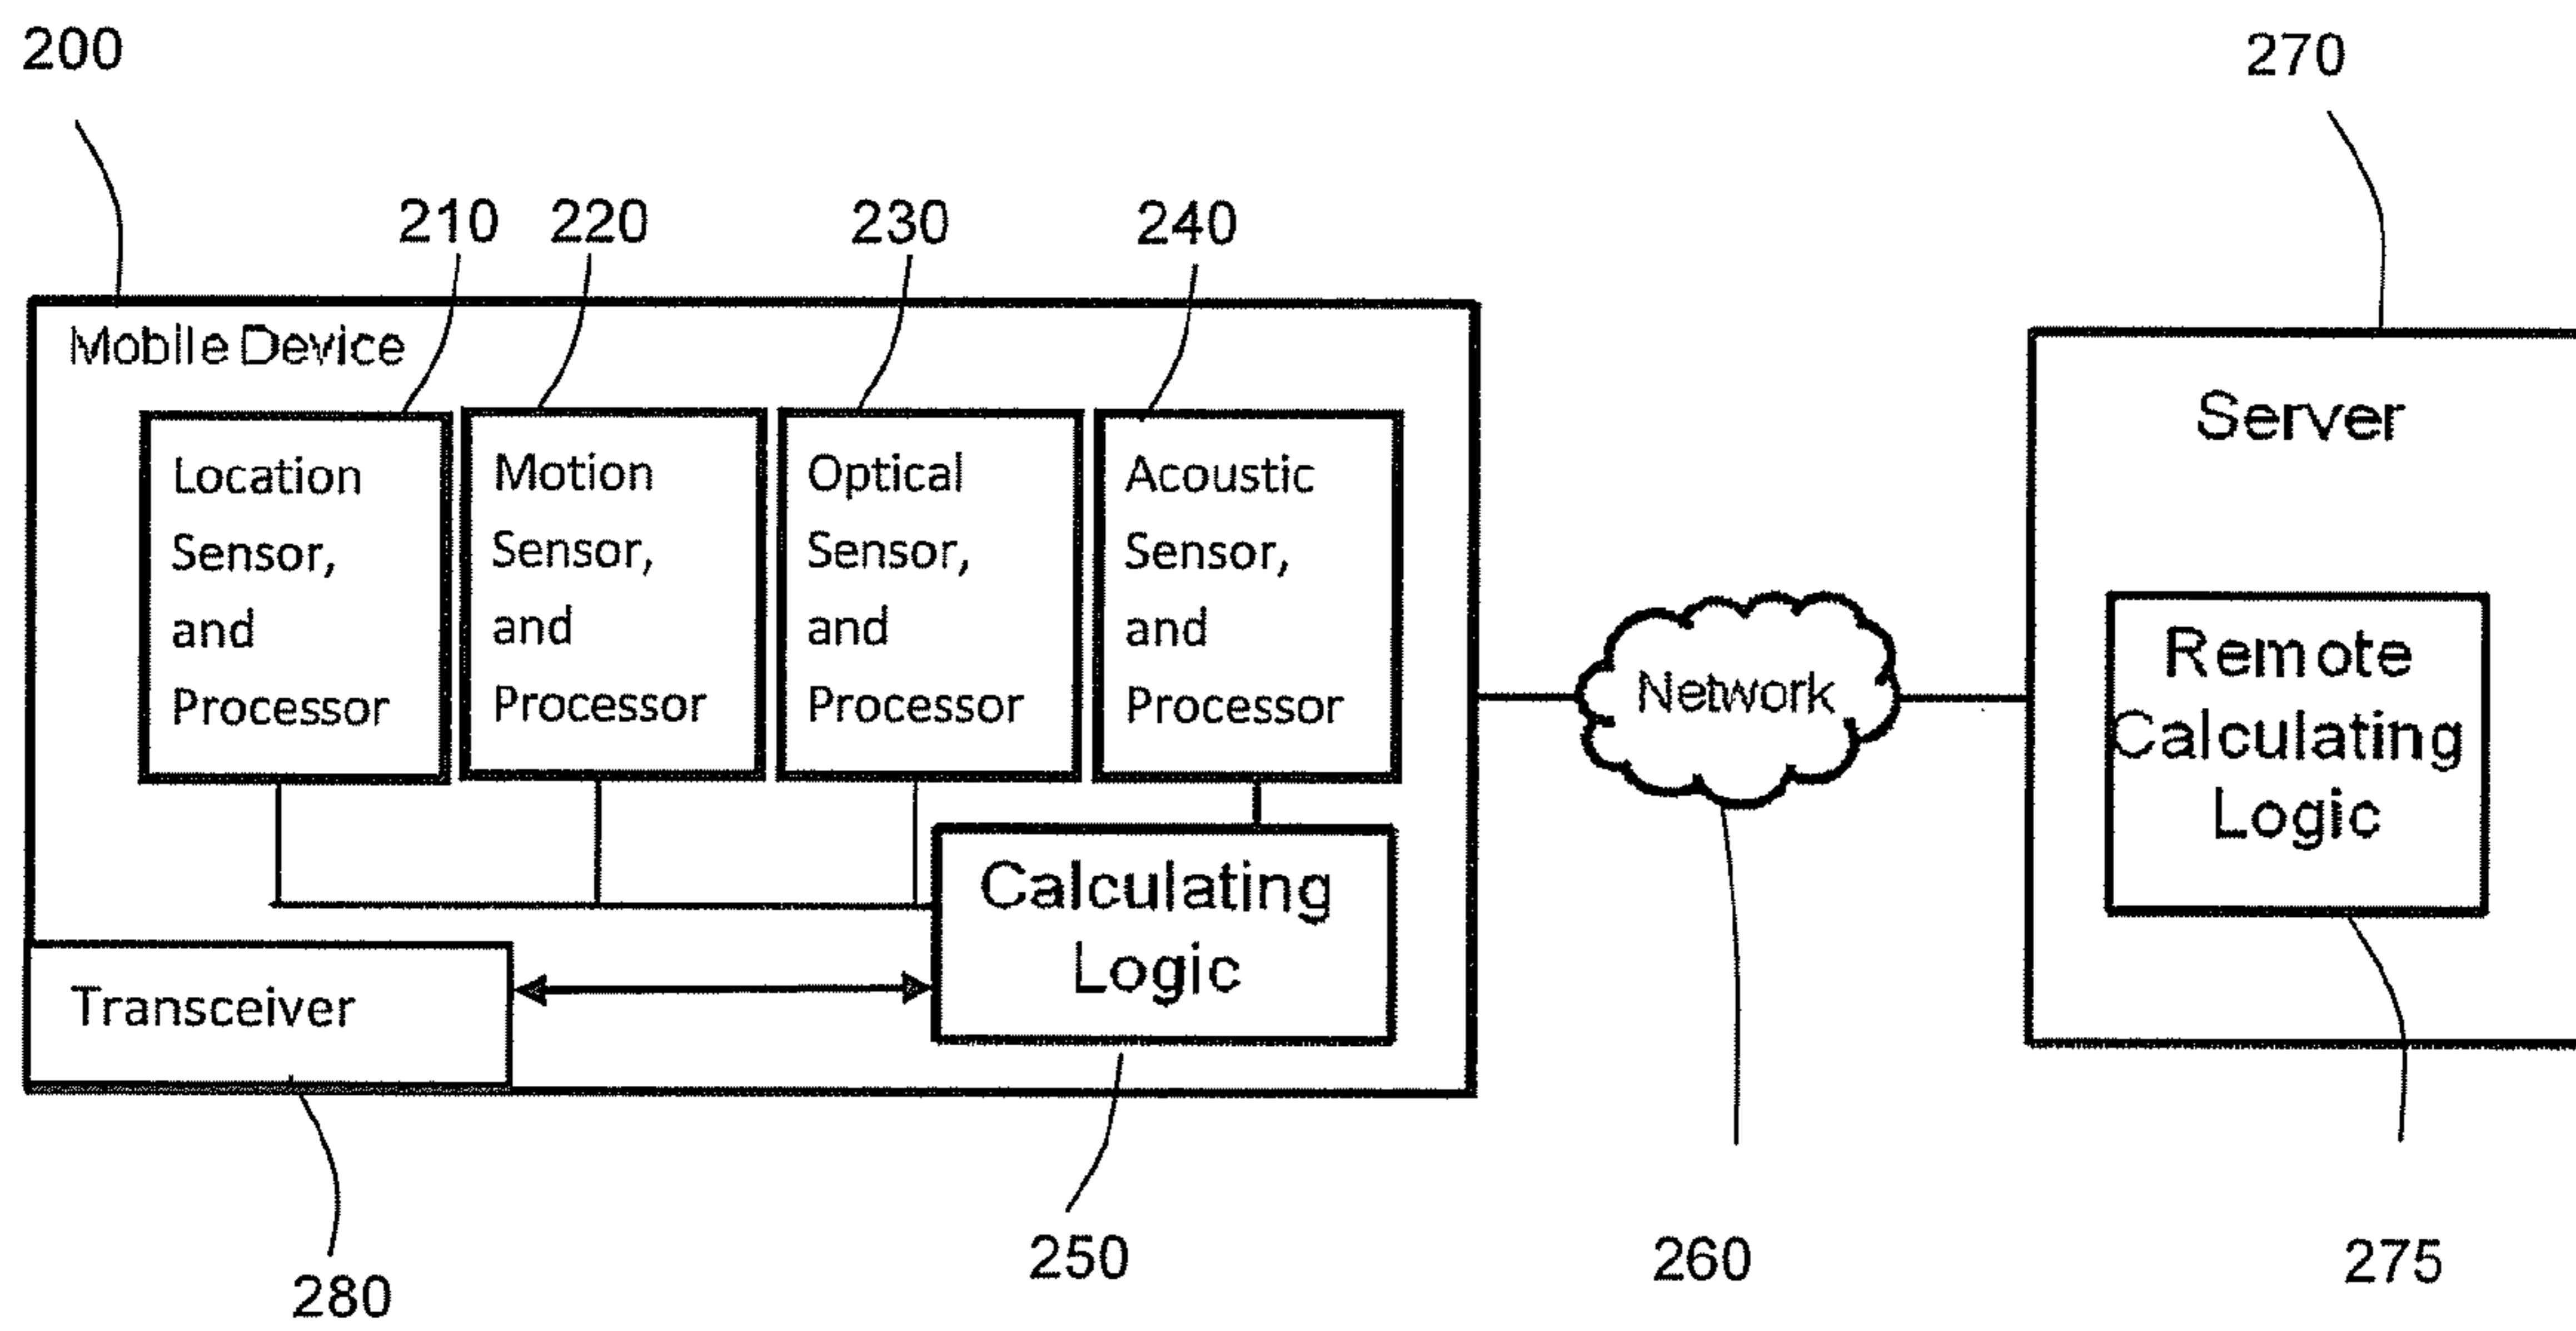 200
270
210
220
230
240
Mobile Device
Location
Sensor,
and
Processor
Motion
Sensor,
and
Processor
Optical
Sensor,
and
Processor
Acoustic
Sensor,
and
Processor
Calculating
Logic
Transceiver
Network
Server
Remote
Calculating
Logic
280
250
260
275